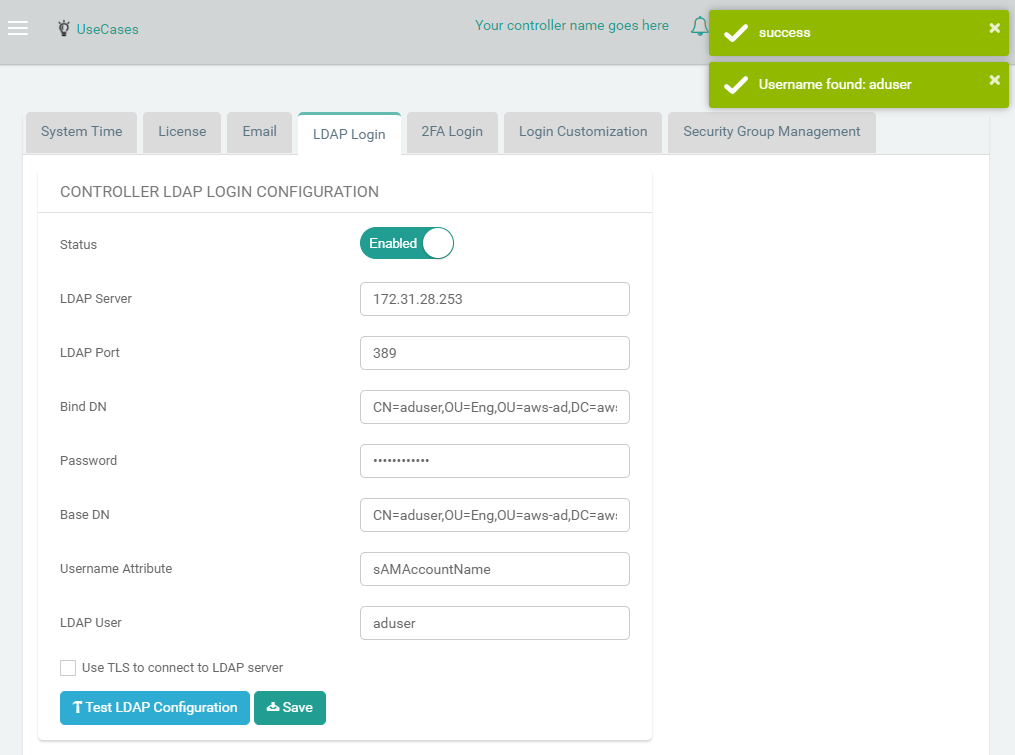 UseCases
Your controller name goes here
success
Username found: aduser
System Time
License
Email
LDAP Login
2FA Login
Login Customization
Security Group Management
CONTROLLER LDAP LOGIN CONFIGURATION
Status
Enabled
LDAP Server
172.31.28.253
LDAP Port
389
Bind DN
CN=aduser,OU=Eng,OU=aws-ad,DC=aws
Password
••••••••••••
Base DN
CN=aduser,OU=Eng,OU=aws-ad,DC=aws
Username Attribute
sAMAccountName
LDAP User
aduser
Use TLS to connect to LDAP server
Test LDAP Configuration
Save